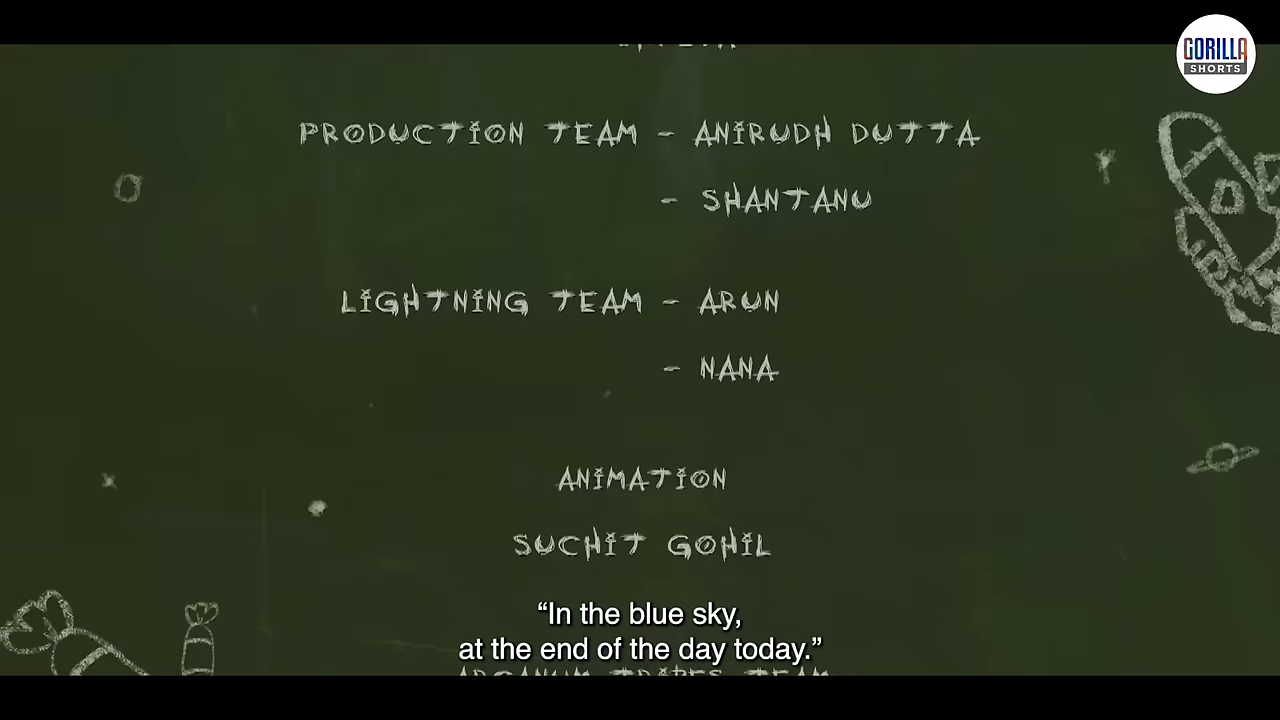 GORILLA
SHORTS
PRODUCTION TEAM - ANIRUDH DUTTA
- SHANTANU
LIGHTNING TEAM - ARUN
- NANA
ANIMATION
SUCHIT GOHIL
“In the blue sky,
at the end of the day today.”
TEAM